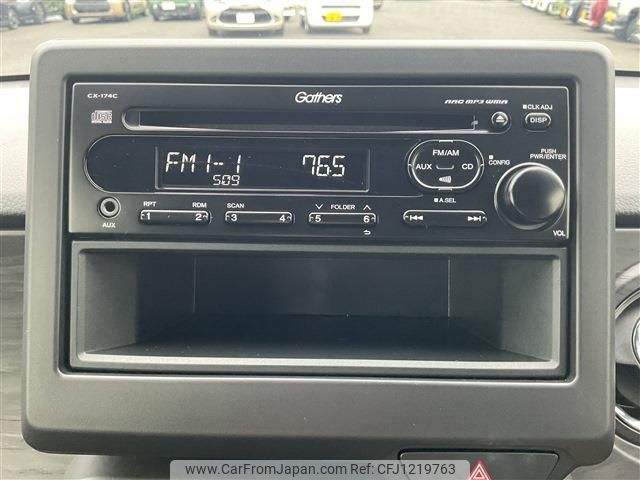 CX-174C
Gathers
AAC MP3 WMA
CLK ADJ
DISP
FM1-1 76.5
5:09
FM/AM
AUX
CD
CONFIG
PUSH
PWR/ENTER
VOL
A.SEL
AUX
RPT
RDM
SCAN
FOLDER
1 2 3 4 5 6
www.CarFromJapan.com - CFJ1219763